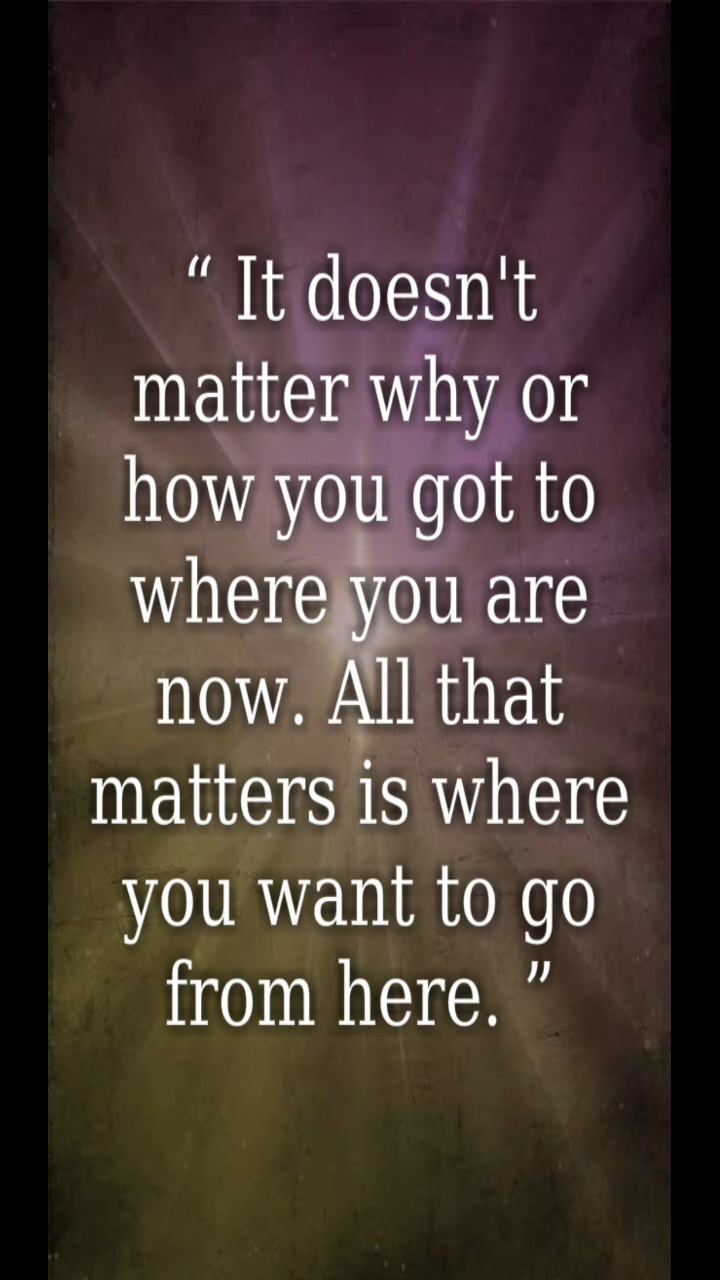 “ It doesn't
matter why or
how you got to
where you are
now. All that
matters is where
you want to go
from here. ”